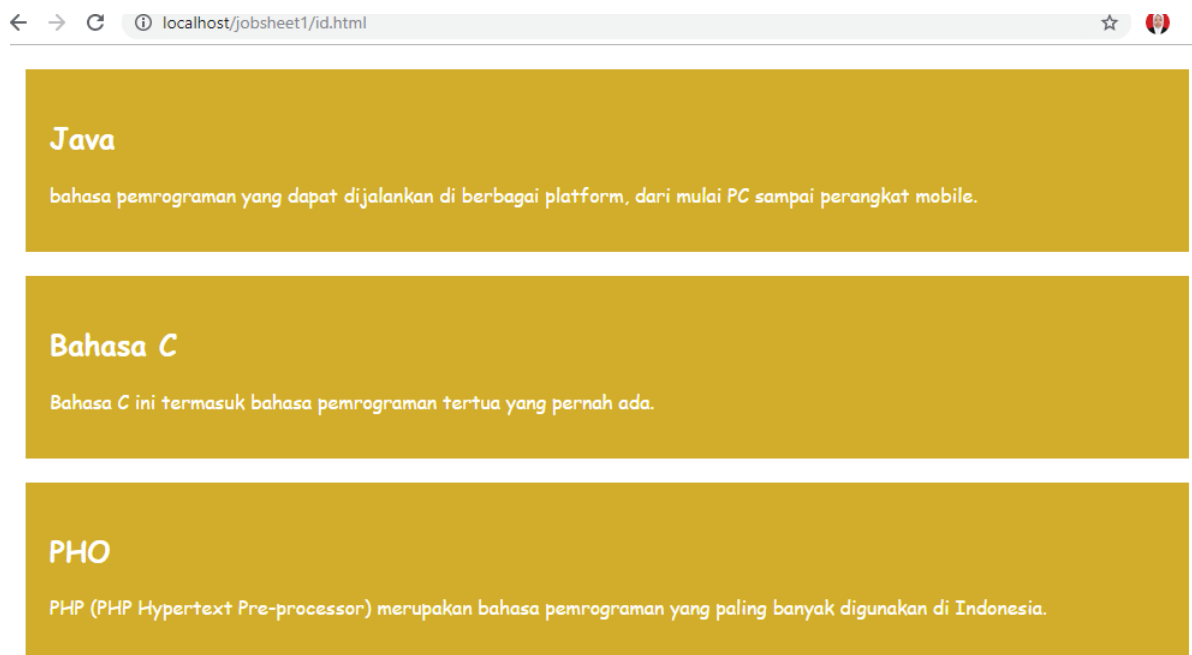 localhost/jobsheet1/id.html
Java
bahasa pemrograman yang dapat dijalankan di berbagai platform, dari mulai PC sampai perangkat mobile.
Bahasa C
Bahasa C ini termasuk bahasa pemrograman tertua yang pernah ada.
PHO
PHP (PHP Hypertext Pre-processor) merupakan bahasa pemrograman yang paling banyak digunakan di Indonesia.